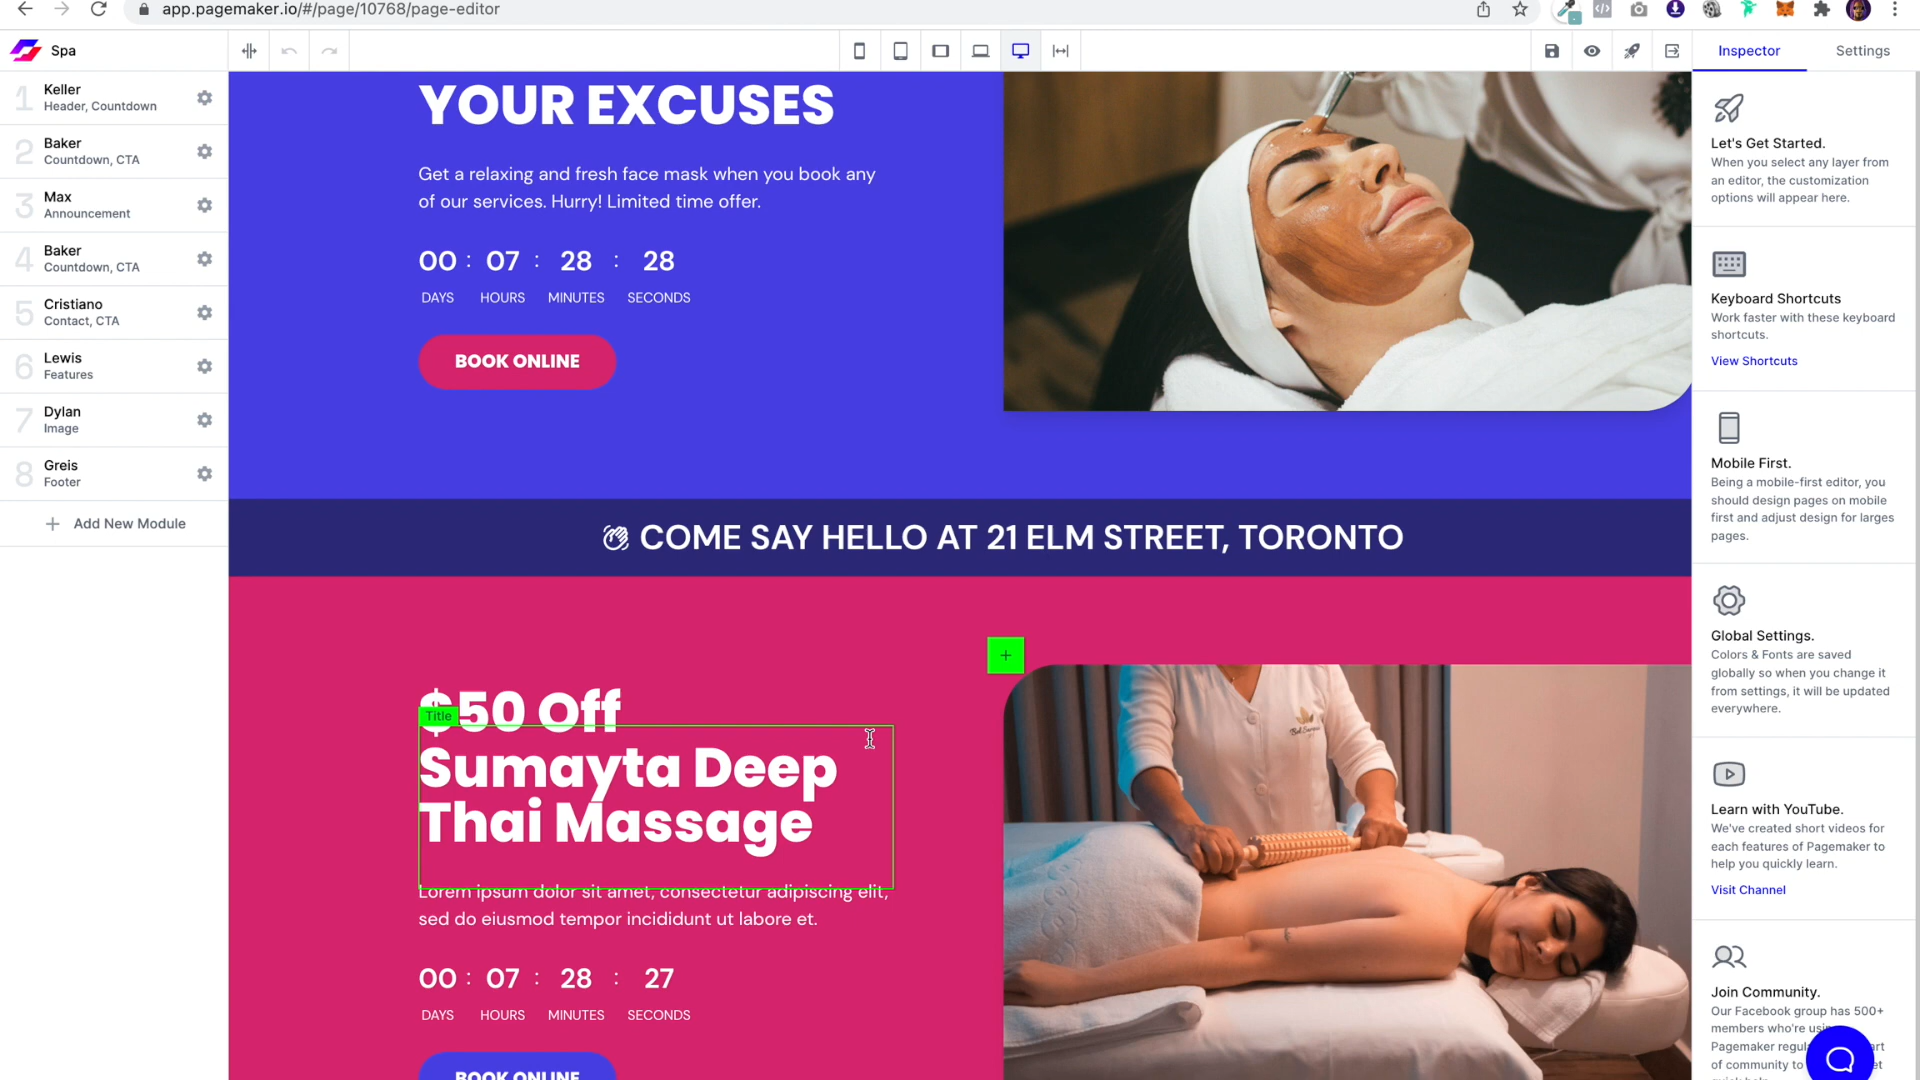 app.pagemaker.io/#/page/10768/page-editor
Spa
Inspector
Settings
1
Keller
Header, Countdown
2
Baker
Countdown, CTA
3
Max
Announcement
4
Baker
Countdown, CTA
5
Cristiano
Contact, CTA
6
Lewis
Features
7
Dylan
Image
8
Greis
Footer
+ Add New Module
YOUR EXCUSES
Get a relaxing and fresh face mask when you book any
of our services. Hurry! Limited time offer.
00 : 07 : 28 : 28
DAYS HOURS MINUTES SECONDS
BOOK ONLINE
COME SAY HELLO AT 21 ELM STREET, TORONTO
+
$50 Off
Title
Sumayta Deep
Thai Massage
Lorem ipsum dolor sit amet, consectetur adipiscing elit,
sed do eiusmod tempor incididunt ut labore et.
00 : 07 : 28 : 27
DAYS HOURS MINUTES SECONDS
BOOK ONLINE
Let's Get Started.
When you select any layer from
an editor, the customization
options will appear here.
Keyboard Shortcuts
Work faster with these keyboard
shortcuts.
View Shortcuts
Mobile First.
Being a mobile-first editor, you
should design pages on mobile
first and adjust design for larges
pages.
Global Settings.
Colors & Fonts are saved
globally so when you change it
from settings, it will be updated
everywhere.
Learn with YouTube.
We've created short videos for
each features of Pagemaker to
help you quickly learn.
Visit Channel
Join Community.
Our Facebook group has 500+
members who're
Pagemaker
of community to